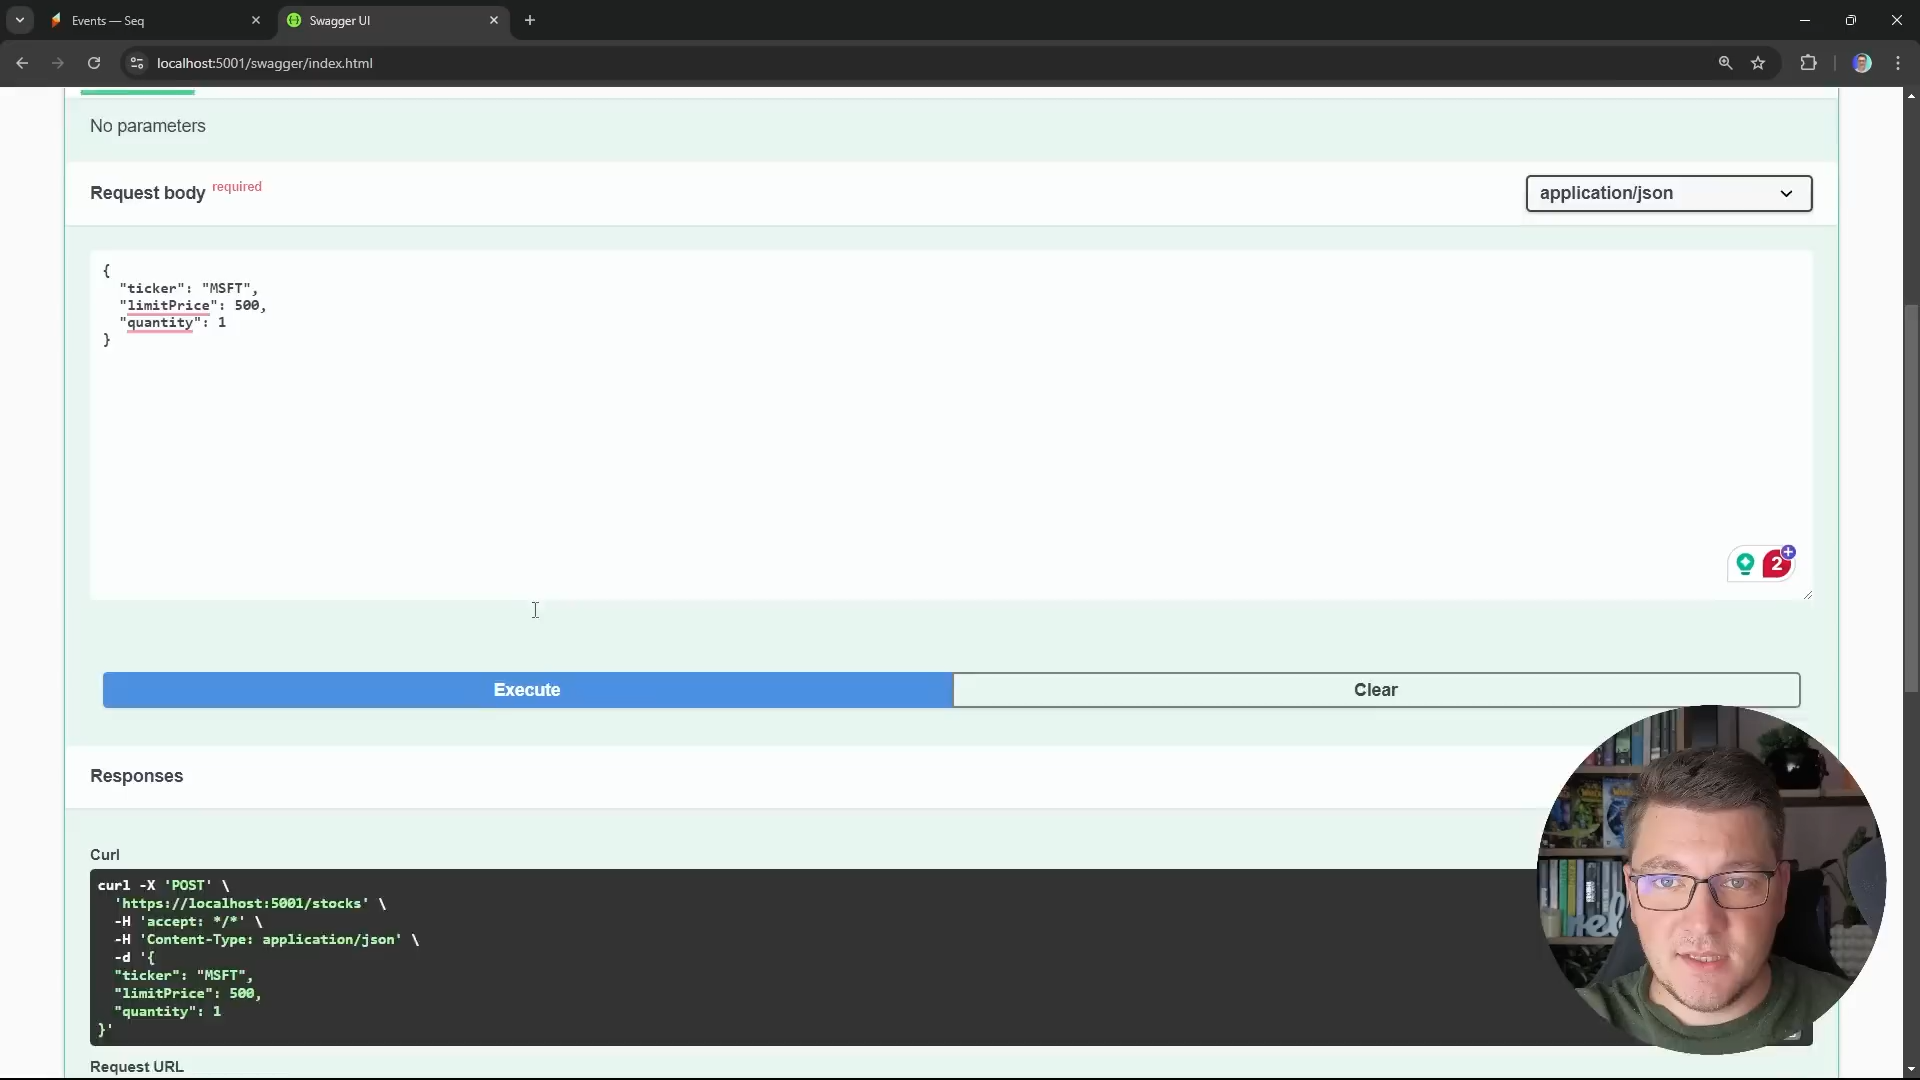 Events — Seq
Swagger UI
localhost:5001/swagger/index.html
No parameters
Request body required
application/json
{
"ticker": "MSFT",
"limitPrice": 500,
"quantity": 1
}
2
Execute
Clear
Responses
Curl
curl -X 'POST' \
'https://localhost:5001/stocks' \
-H 'accept: */*' \
-H 'Content-Type: application/json' \
-d '{
"ticker": "MSFT",
"limitPrice": 500,
"quantity": 1
}'
Request URL